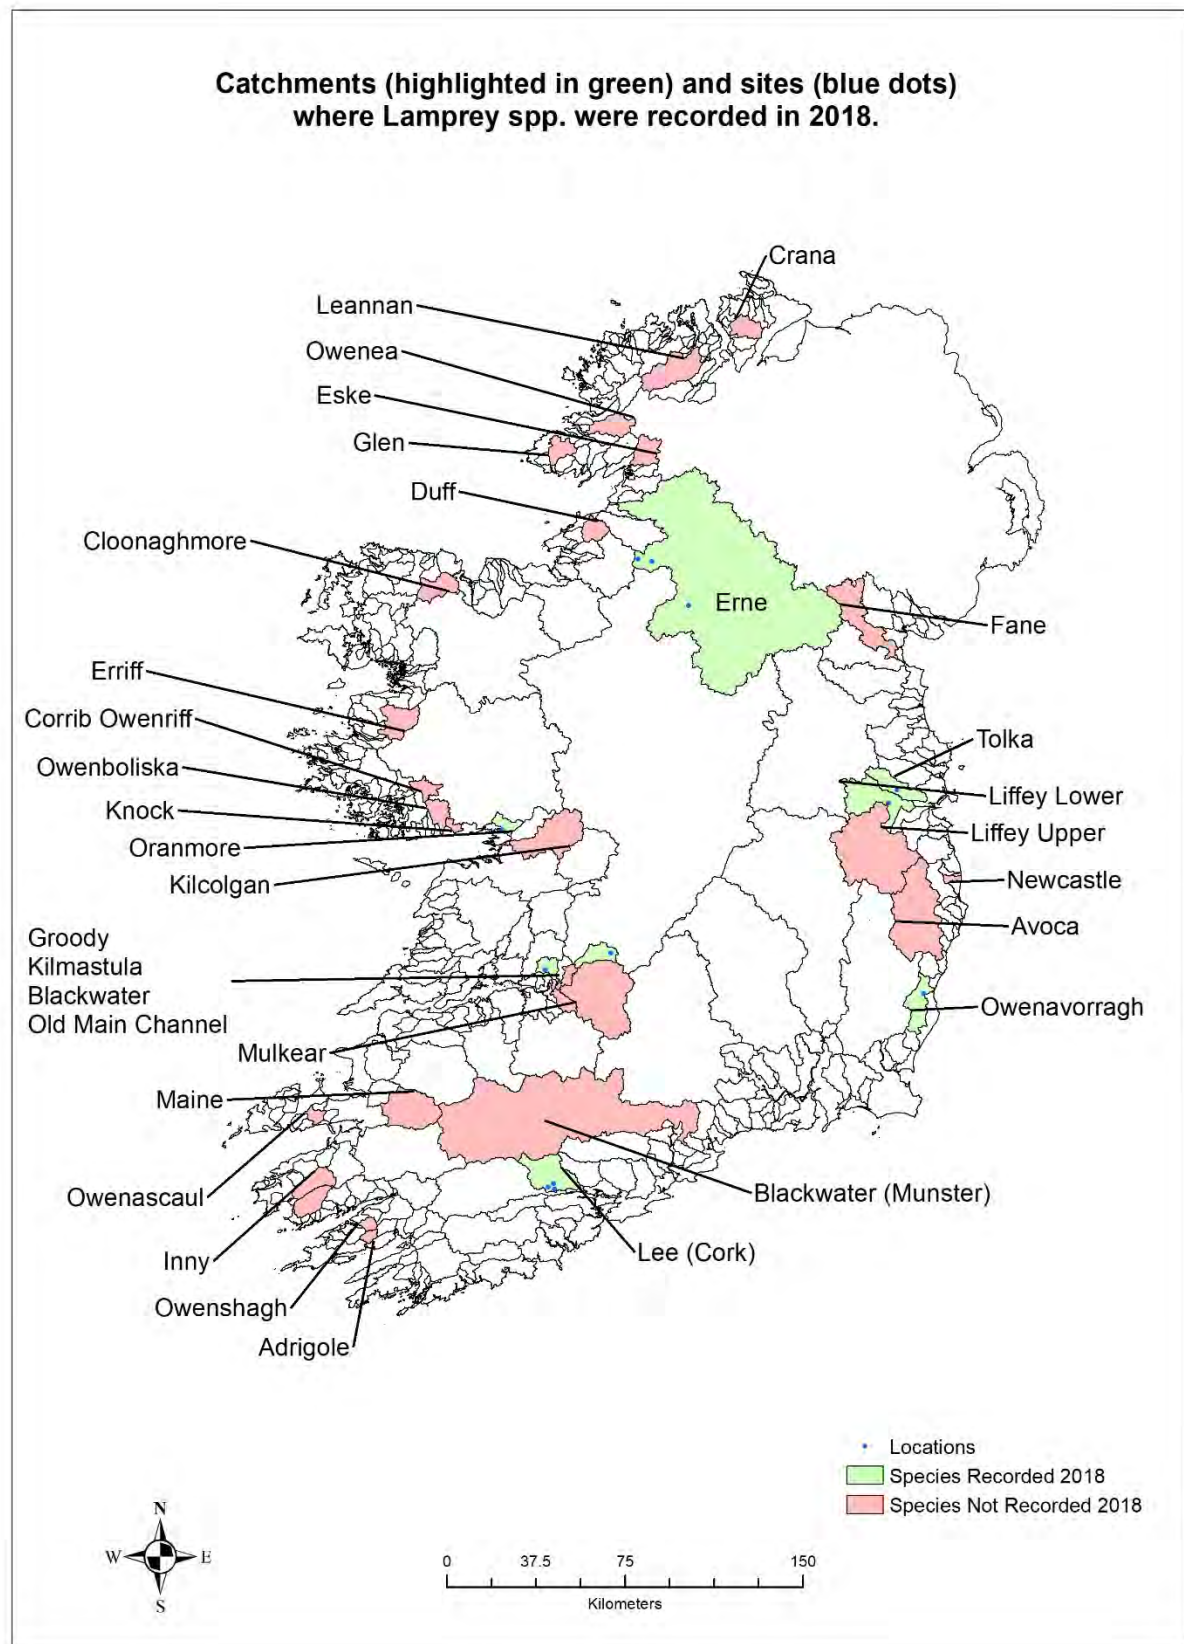 Catchments (highlighted in green) and sites (blue dots)
where Lamprey spp. were recorded in 2018.
Crana
Leannan
Owenea
Eske
Glen
Duff
Cloonaghmore
Erne
Fane
Erriff
Corrib Owenriff
Owenboliska
Knock
Oranmore
Kilcolgan
Tolka
Liffey Lower
Liffey Upper
Newcastle
Avoca
Groody
Kilmastula
Blackwater
Old Main Channel
Owenavorragh
Mulkear
Maine
Owenascaul
Blackwater (Munster)
Inny
Lee (Cork)
Owenshagh
Adrigole
Locations
Species Recorded 2018
Species Not Recorded 2018
N
W E
S
0 37.5 75 150
Kilometers